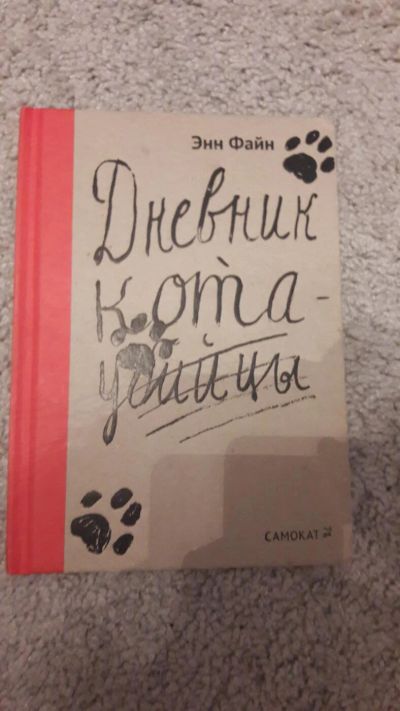 Энн Файн
Дневник
кота-
убийцы
САМОКАТ